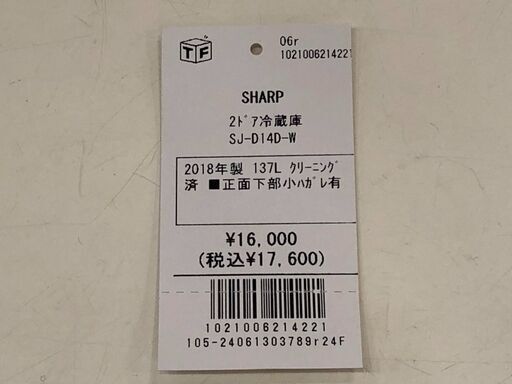 TF
06r
1021006214221
SHARP
2ﾄﾞｱ冷蔵庫
SJ-D14D-W
2018年製 137L ｸﾘｰﾆﾝｸﾞ
済 ■正面下部小ﾊｶﾞﾚ有
¥16,000
(税込¥17,600)
1021006214221
105-24061303789r24F